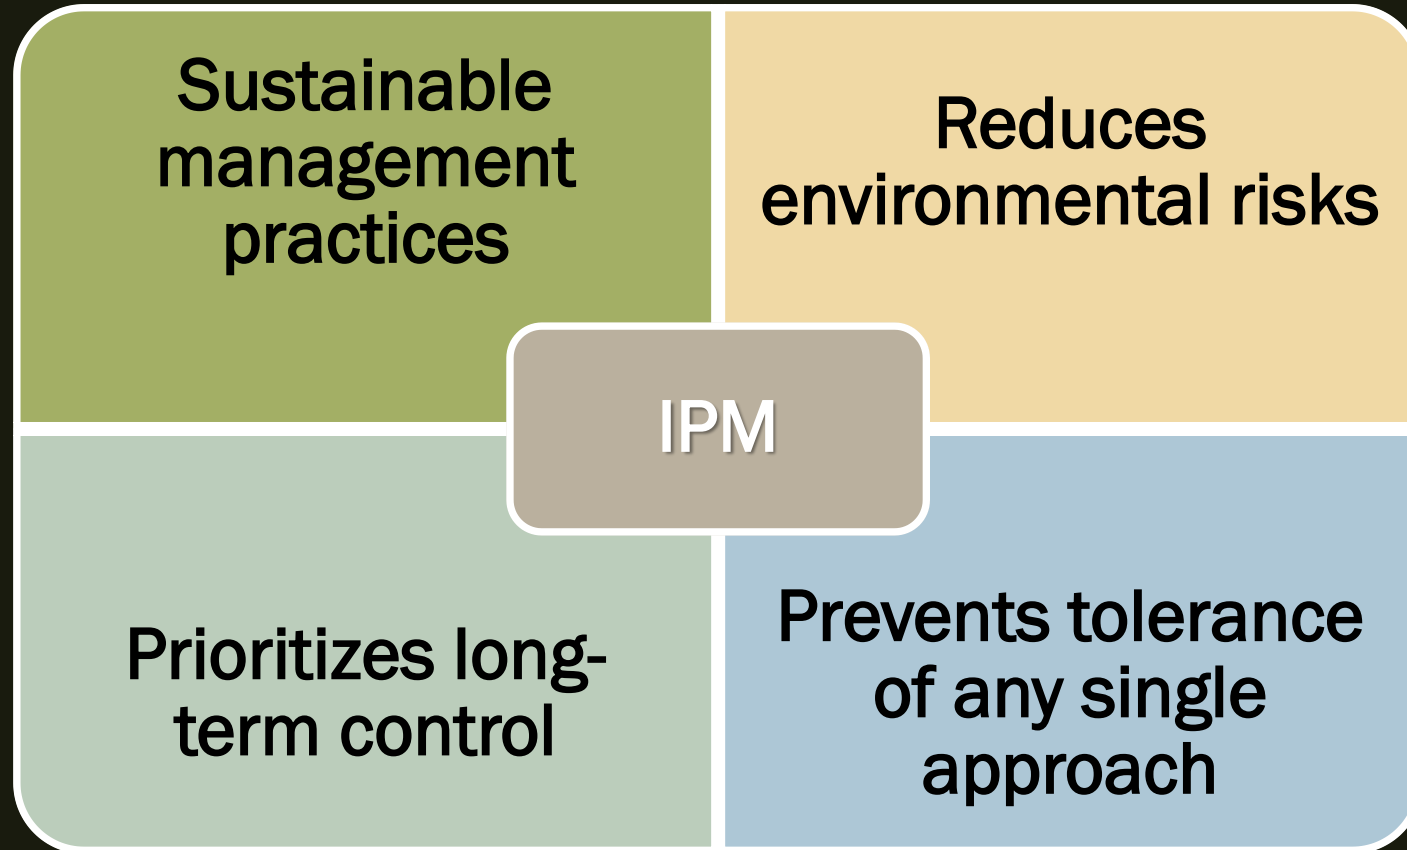 Sustainable
management
practices
Reduces
environmental risks
IPM
Prioritizes long-
term control
Prevents tolerance
of any single
approach